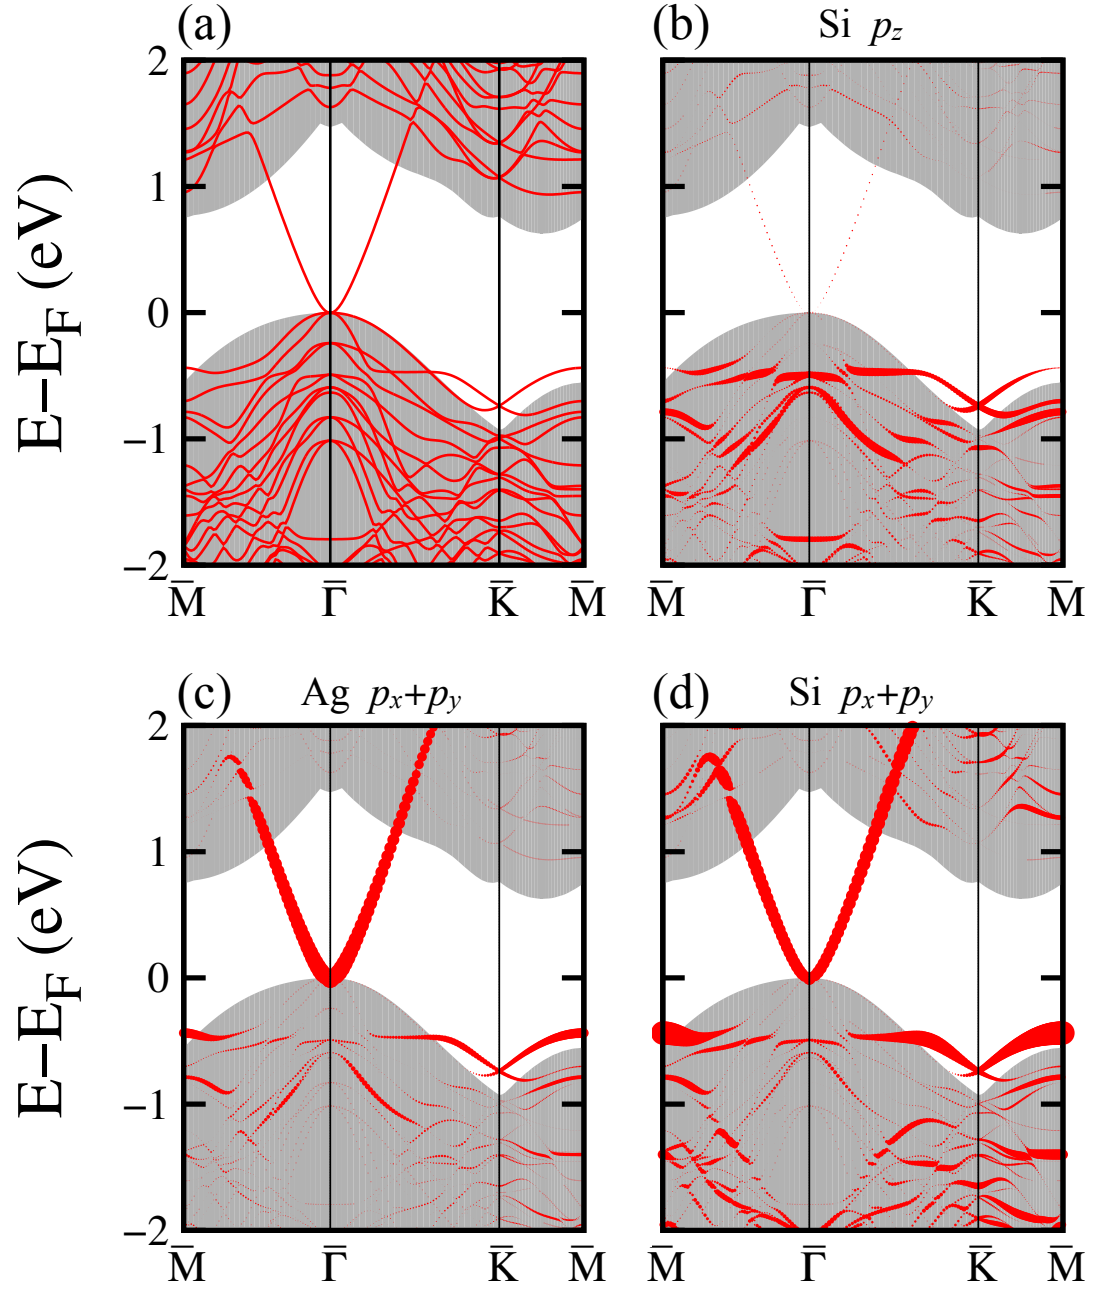 (a)
(b) Si p_z
E−E_F (eV)
2
1
0
−1
−2
M̅ Γ̅ K̅ M̅
M̅ Γ̅ K̅ M̅
(c) Ag p_x+p_y
(d) Si p_x+p_y
E−E_F (eV)
2
1
0
−1
−2
M̅ Γ̅ K̅ M̅
M̅ Γ̅ K̅ M̅